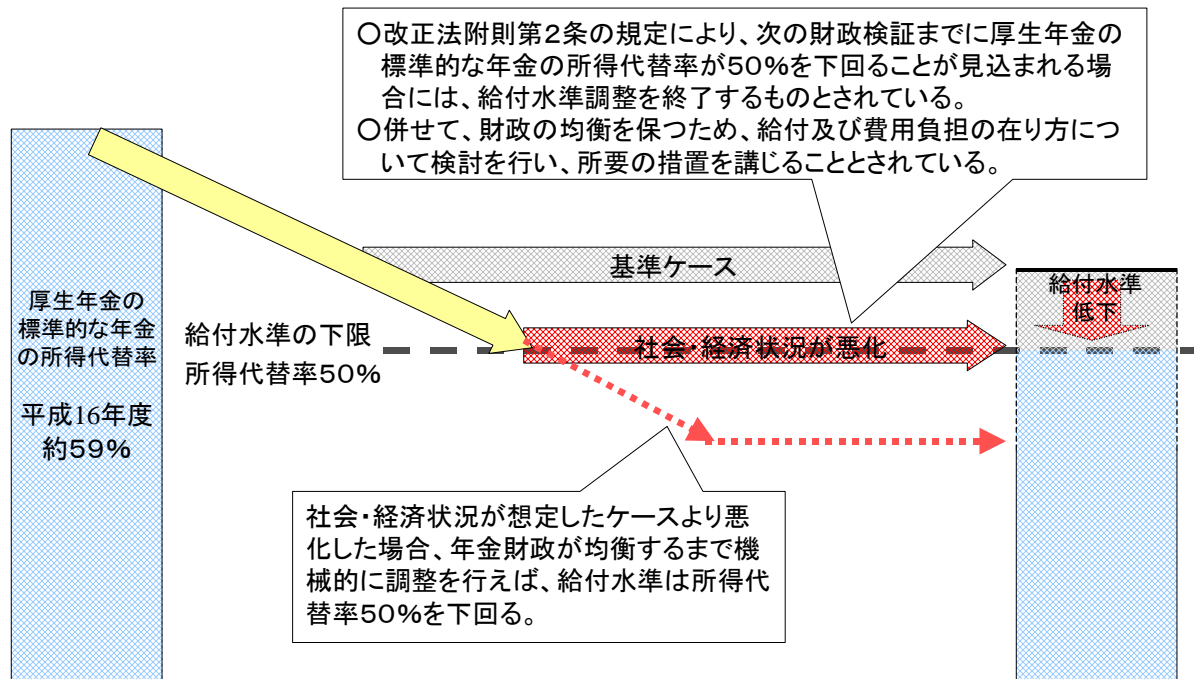 ○改正法附則第2条の規定により、次の財政検証までに厚生年金の
標準的な年金の所得代替率が50%を下回ることが見込まれる場
合には、給付水準調整を終了するものとされている。
○併せて、財政の均衡を保つため、給付及び費用負担の在り方につ
いて検討を行い、所要の措置を講じることとされている。
基準ケース
給付水準
低下
厚生年金の
標準的な年金
の所得代替率
平成16年度
約59%
給付水準の下限
所得代替率50%
社会・経済状況が悪化
社会・経済状況が想定したケースより悪
化した場合、年金財政が均衡するまで機
械的に調整を行えば、給付水準は所得代
替率50%を下回る。